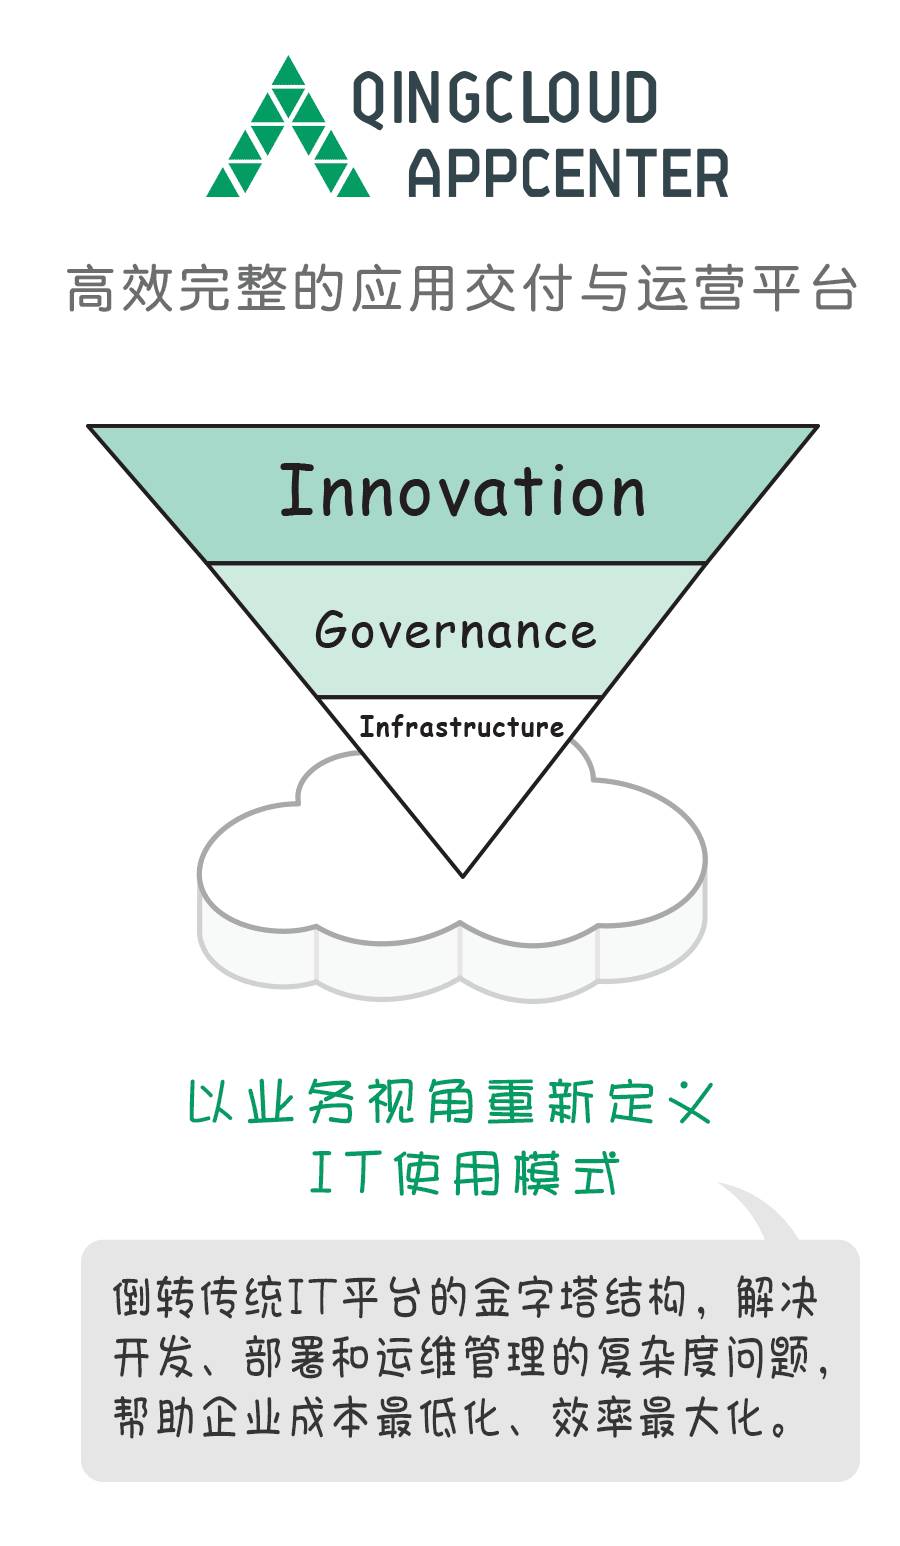 QINGCLOUD
APPCENTER
高效完整的应用交付与运营平台
Innovation
Governance
Infrastructure
以业务视角重新定义
IT使用模式
倒转传统IT平台的金字塔结构，解决
开发、部署和运维管理的复杂度问题，
帮助企业成本最低化、效率最大化。